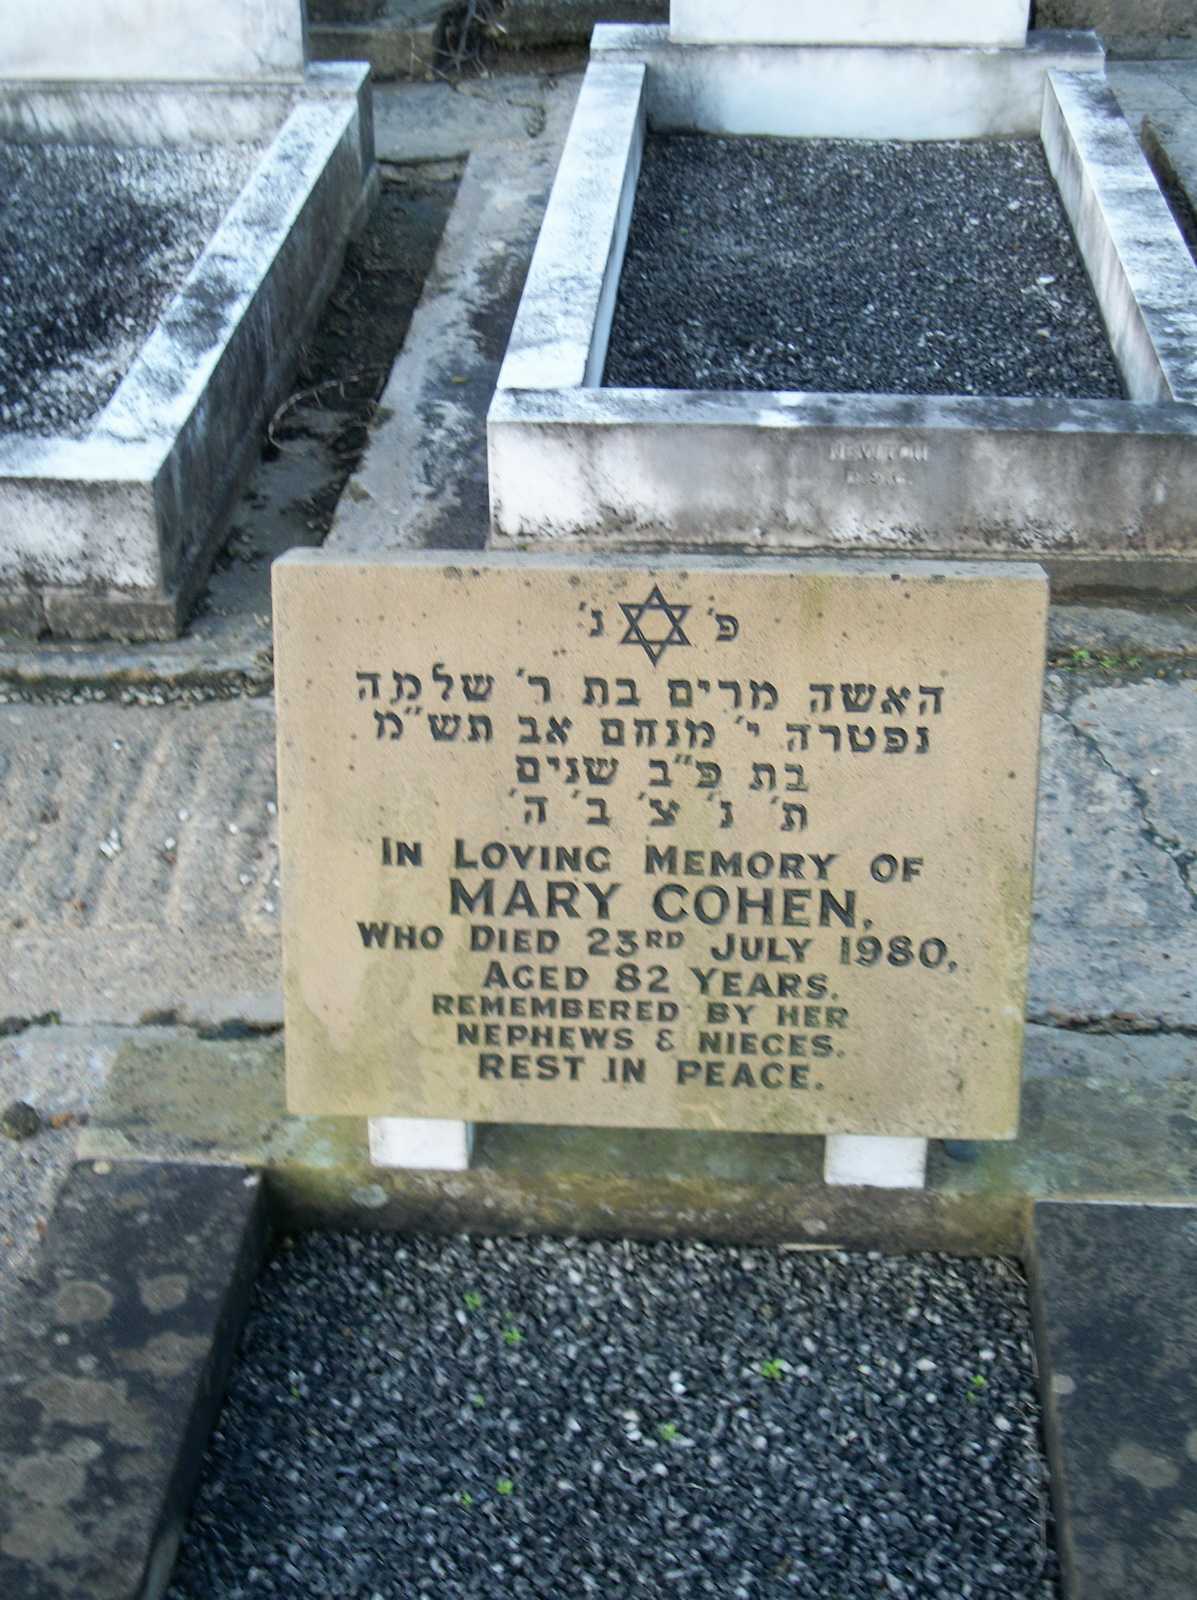 NEWTON
פ׳ נ׳
האשה מרים בת ר׳ שלמה
נפטרה י׳ מנחם אב תש״מ
בת פ״ב שנים
ת׳ נ׳ צ׳ ב׳ ה׳
IN LOVING MEMORY OF
MARY COHEN,
WHO DIED 23RD JULY 1980,
AGED 82 YEARS.
REMEMBERED BY HER
NEPHEWS & NIECES.
REST IN PEACE.